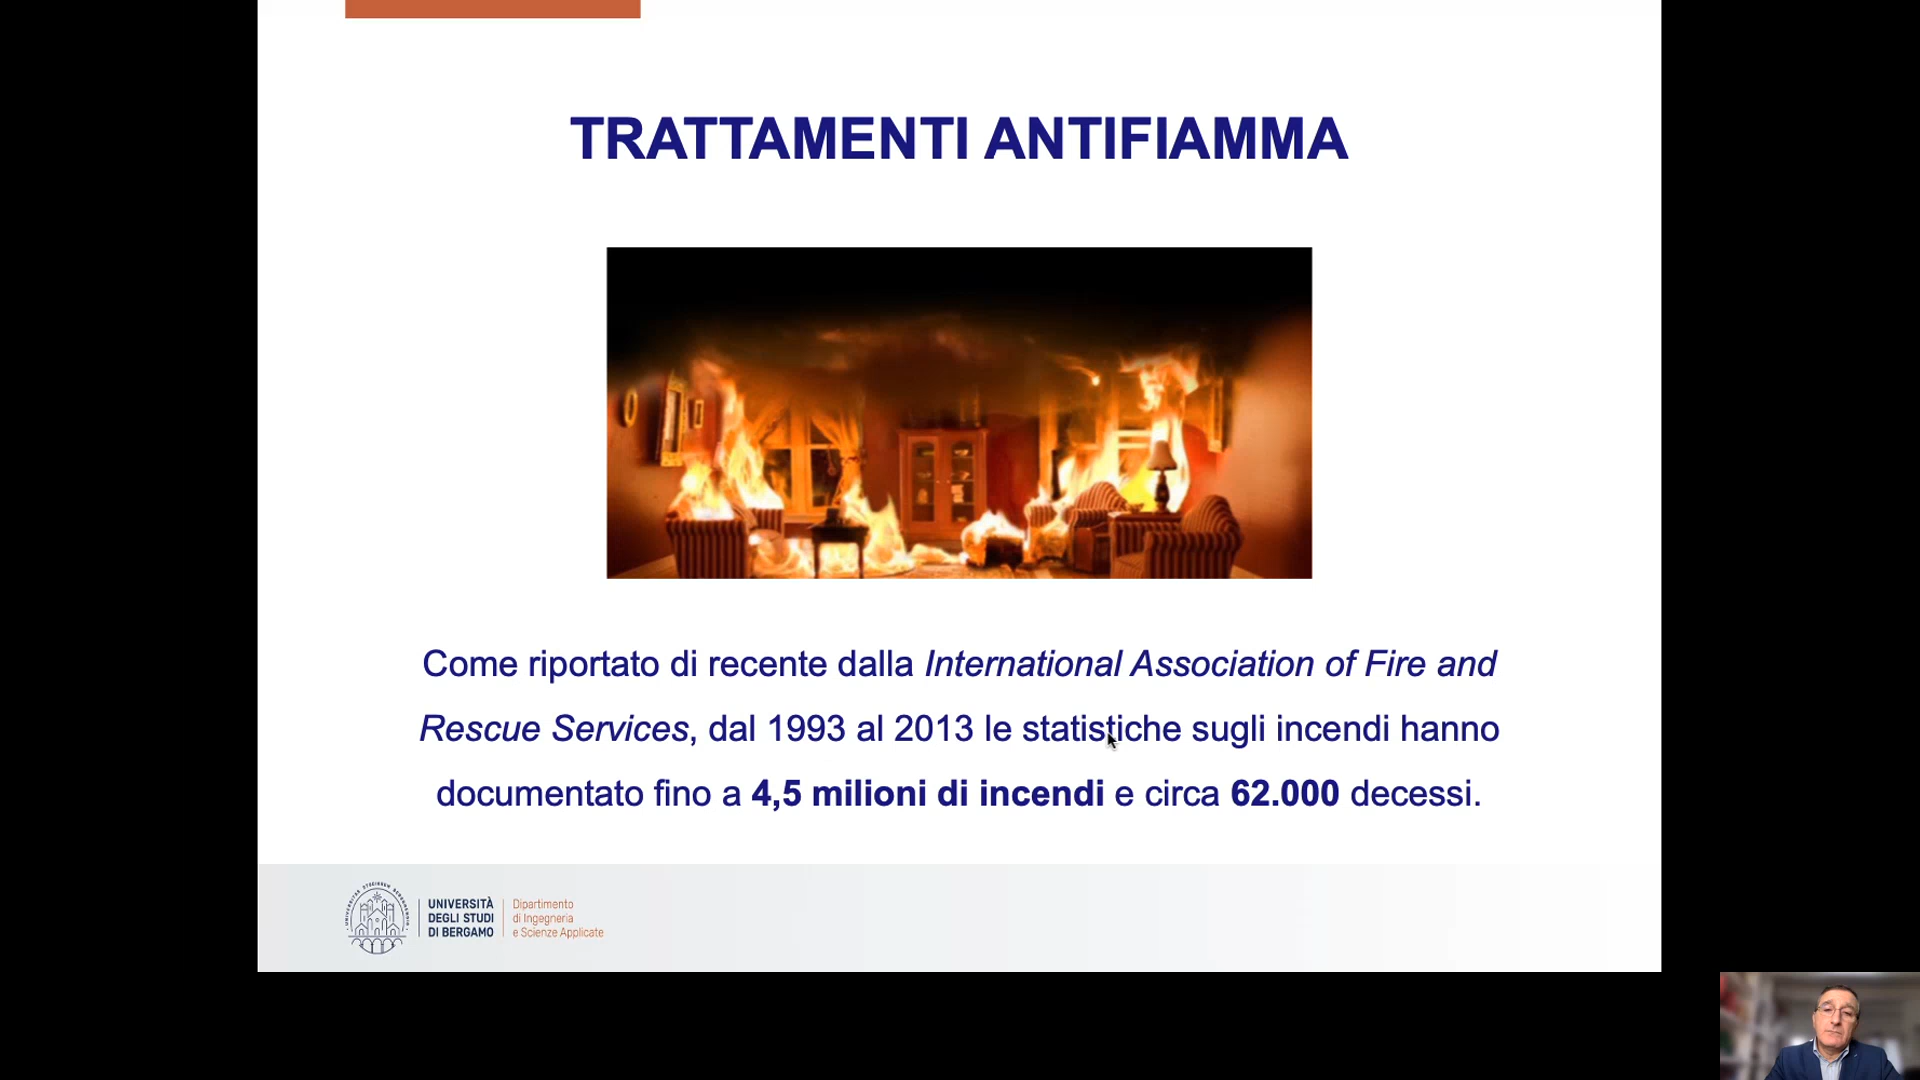 TRATTAMENTI ANTIFIAMMA
Come riportato di recente dalla International Association of Fire and
Rescue Services, dal 1993 al 2013 le statistiche sugli incendi hanno
documentato fino a 4,5 milioni di incendi e circa 62.000 decessi.
UNIVERSITÀ
DEGLI STUDI
DI BERGAMO
Dipartimento
di Ingegneria
e Scienze Applicate